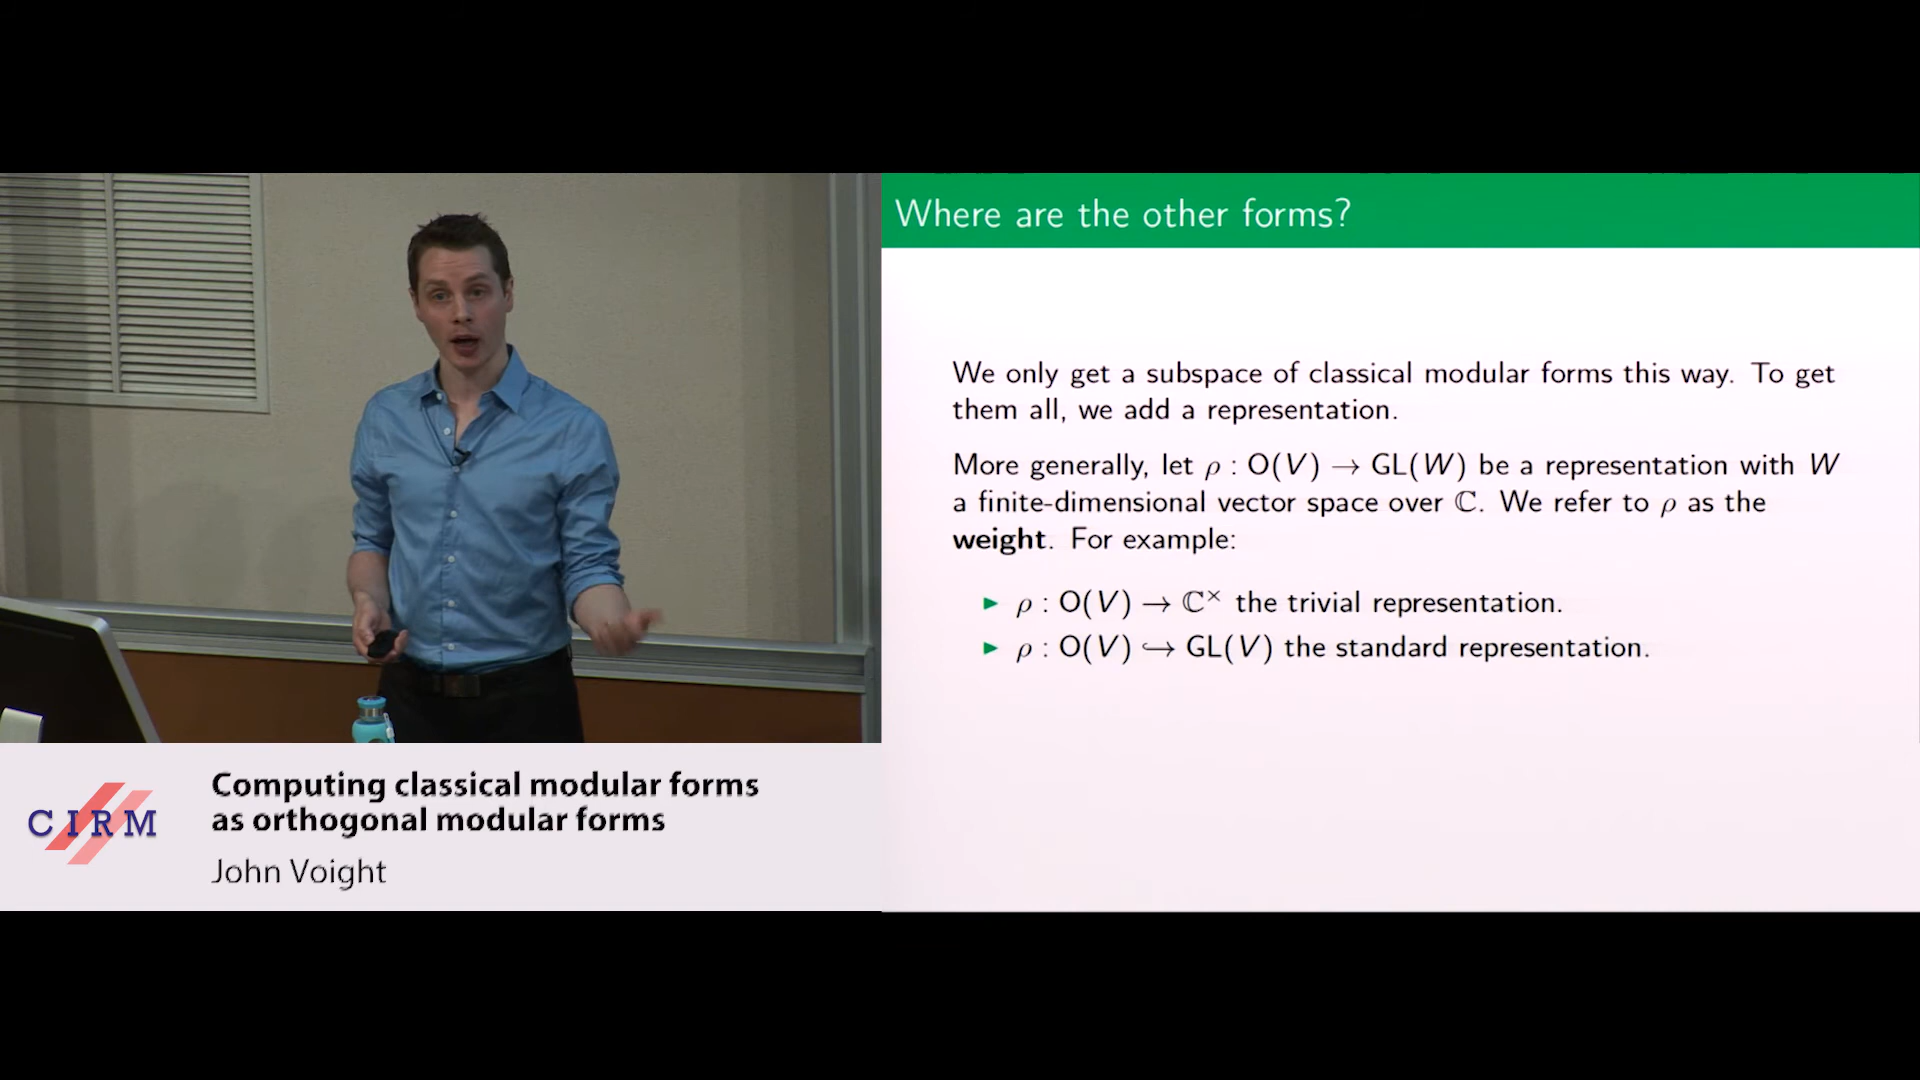 Where are the other forms?
We only get a subspace of classical modular forms this way. To get
them all, we add a representation.
More generally, let ρ : O(V) → GL(W) be a representation with W
a finite-dimensional vector space over ℂ. We refer to ρ as the
weight. For example:
▶ ρ : O(V) → ℂ× the trivial representation.
▶ ρ : O(V) ↪ GL(V) the standard representation.
CIRM
Computing classical modular forms
as orthogonal modular forms
John Voight